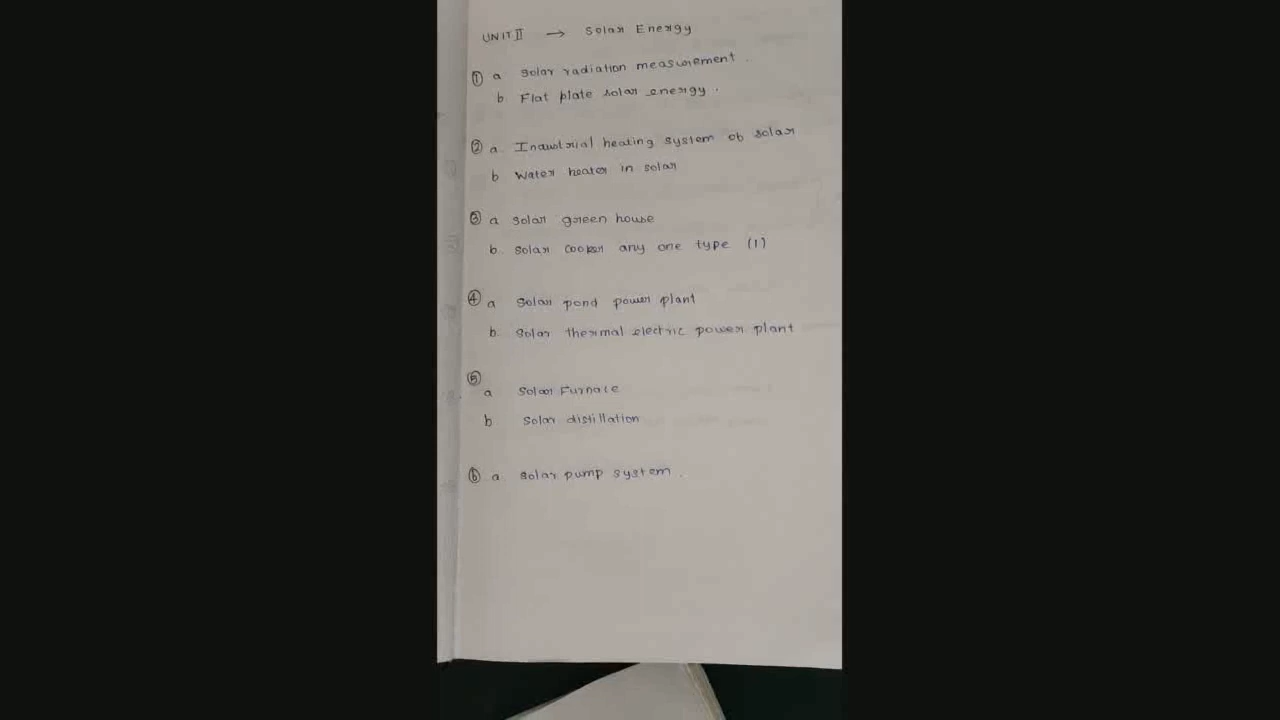 UNIT II → Solar Energy
① a Solar radiation measurement.
b Flat plate solar energy.
② a. Industrial heating system of solar
b Water heater in solar
③ a Solar green house
b. Solar cooker any one type (1)
④ a Solar pond power plant
b. Solar thermal electric power plant
⑤
a Solar Furnace
b Solar distillation
⑥ a. Solar pump system.